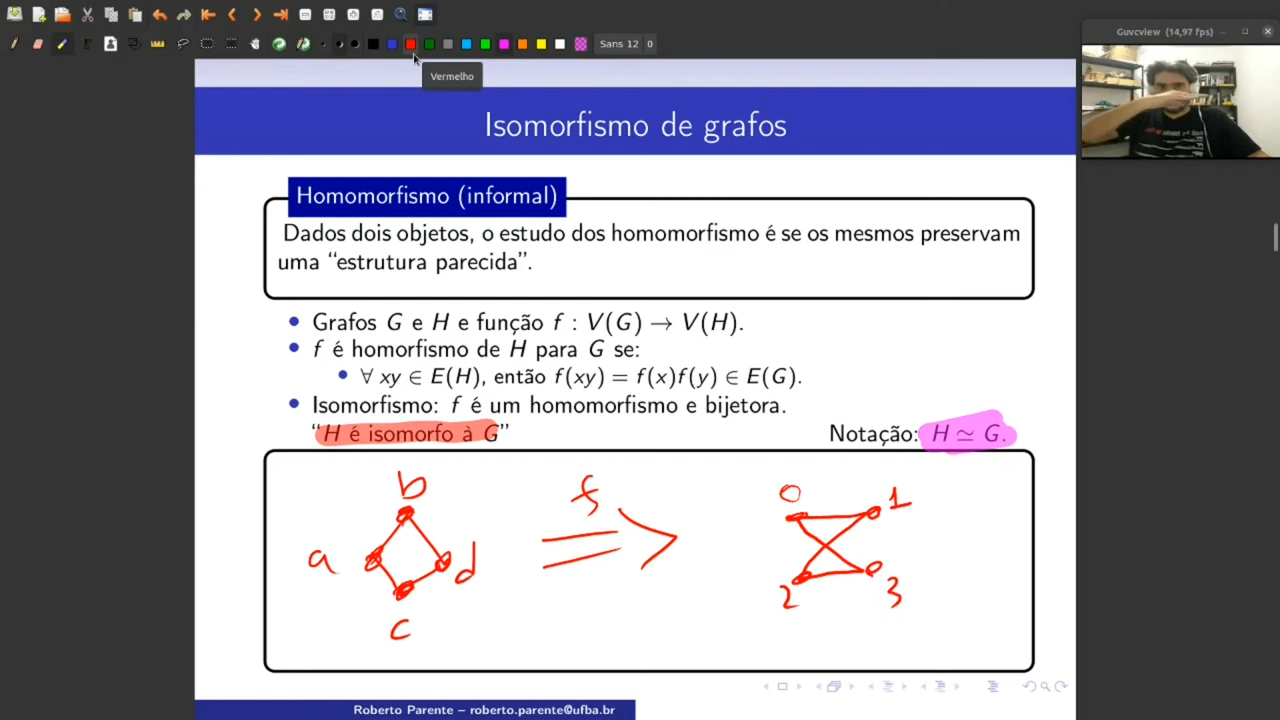 Sans 12 0
Guvcview (14,97 fps)
Vermelho
Isomorfismo de grafos
Homomorfismo (informal)
Dados dois objetos, o estudo dos homomorfismo é se os mesmos preservam
uma “estrutura parecida”.
Grafos G e H e função f : V(G) → V(H).
f é homorfismo de H para G se:
∀ xy ∈ E(H), então f(xy) = f(x)f(y) ∈ E(G).
Isomorfismo: f é um homomorfismo e bijetora.
“H é isomorfo à G” Notação: H ≃ G.
b f 0 1
a d
2 3
c
Roberto Parente – roberto.parente@ufba.br